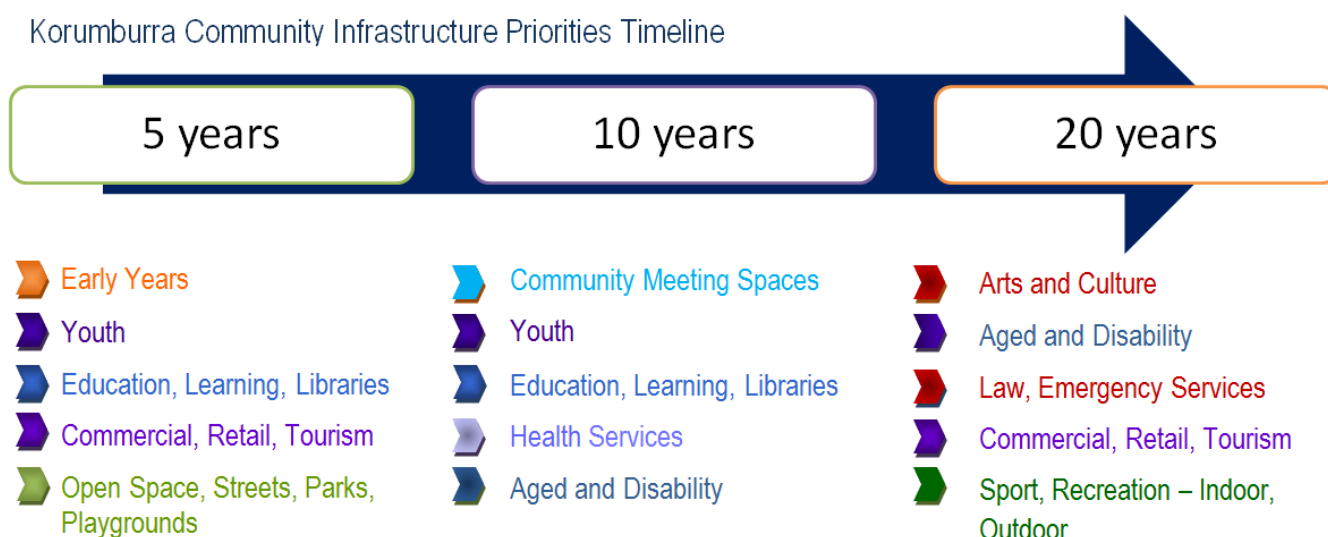 Korumburra Community Infrastructure Priorities Timeline
5 years
10 years
20 years
Early Years
Youth
Education, Learning, Libraries
Commercial, Retail, Tourism
Open Space, Streets, Parks,
Playgrounds
Community Meeting Spaces
Youth
Education, Learning, Libraries
Health Services
Aged and Disability
Arts and Culture
Aged and Disability
Law, Emergency Services
Commercial, Retail, Tourism
Sport, Recreation – Indoor,
Outdoor